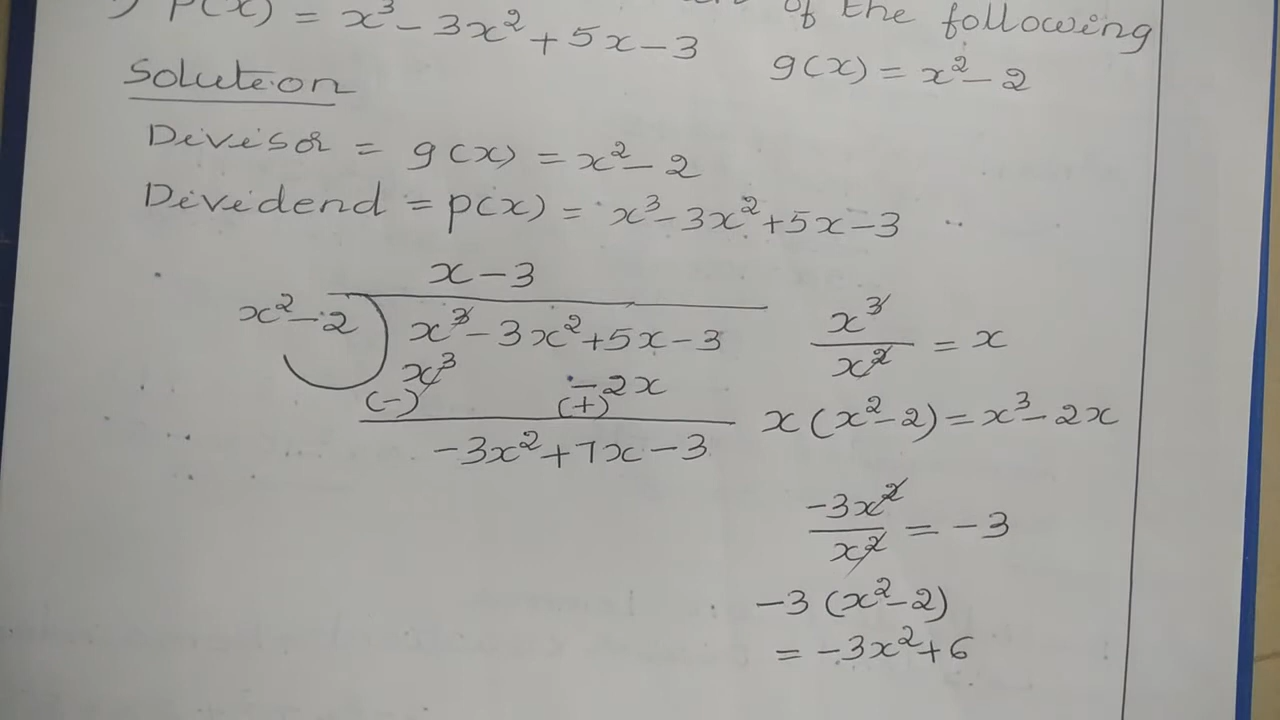 P(x) = x³ - 3x² + 5x - 3 of the following
g(x) = x² - 2
Solution
Divisor = g(x) = x² - 2
Dividend = p(x) = x³ - 3x² + 5x - 3
x - 3
x² - 2 ) x³ - 3x² + 5x - 3
x³ - 2x
(-) (+)
-3x² + 7x - 3
x³/x² = x
x(x² - 2) = x³ - 2x
-3x²/x² = -3
-3(x² - 2)
= -3x² + 6